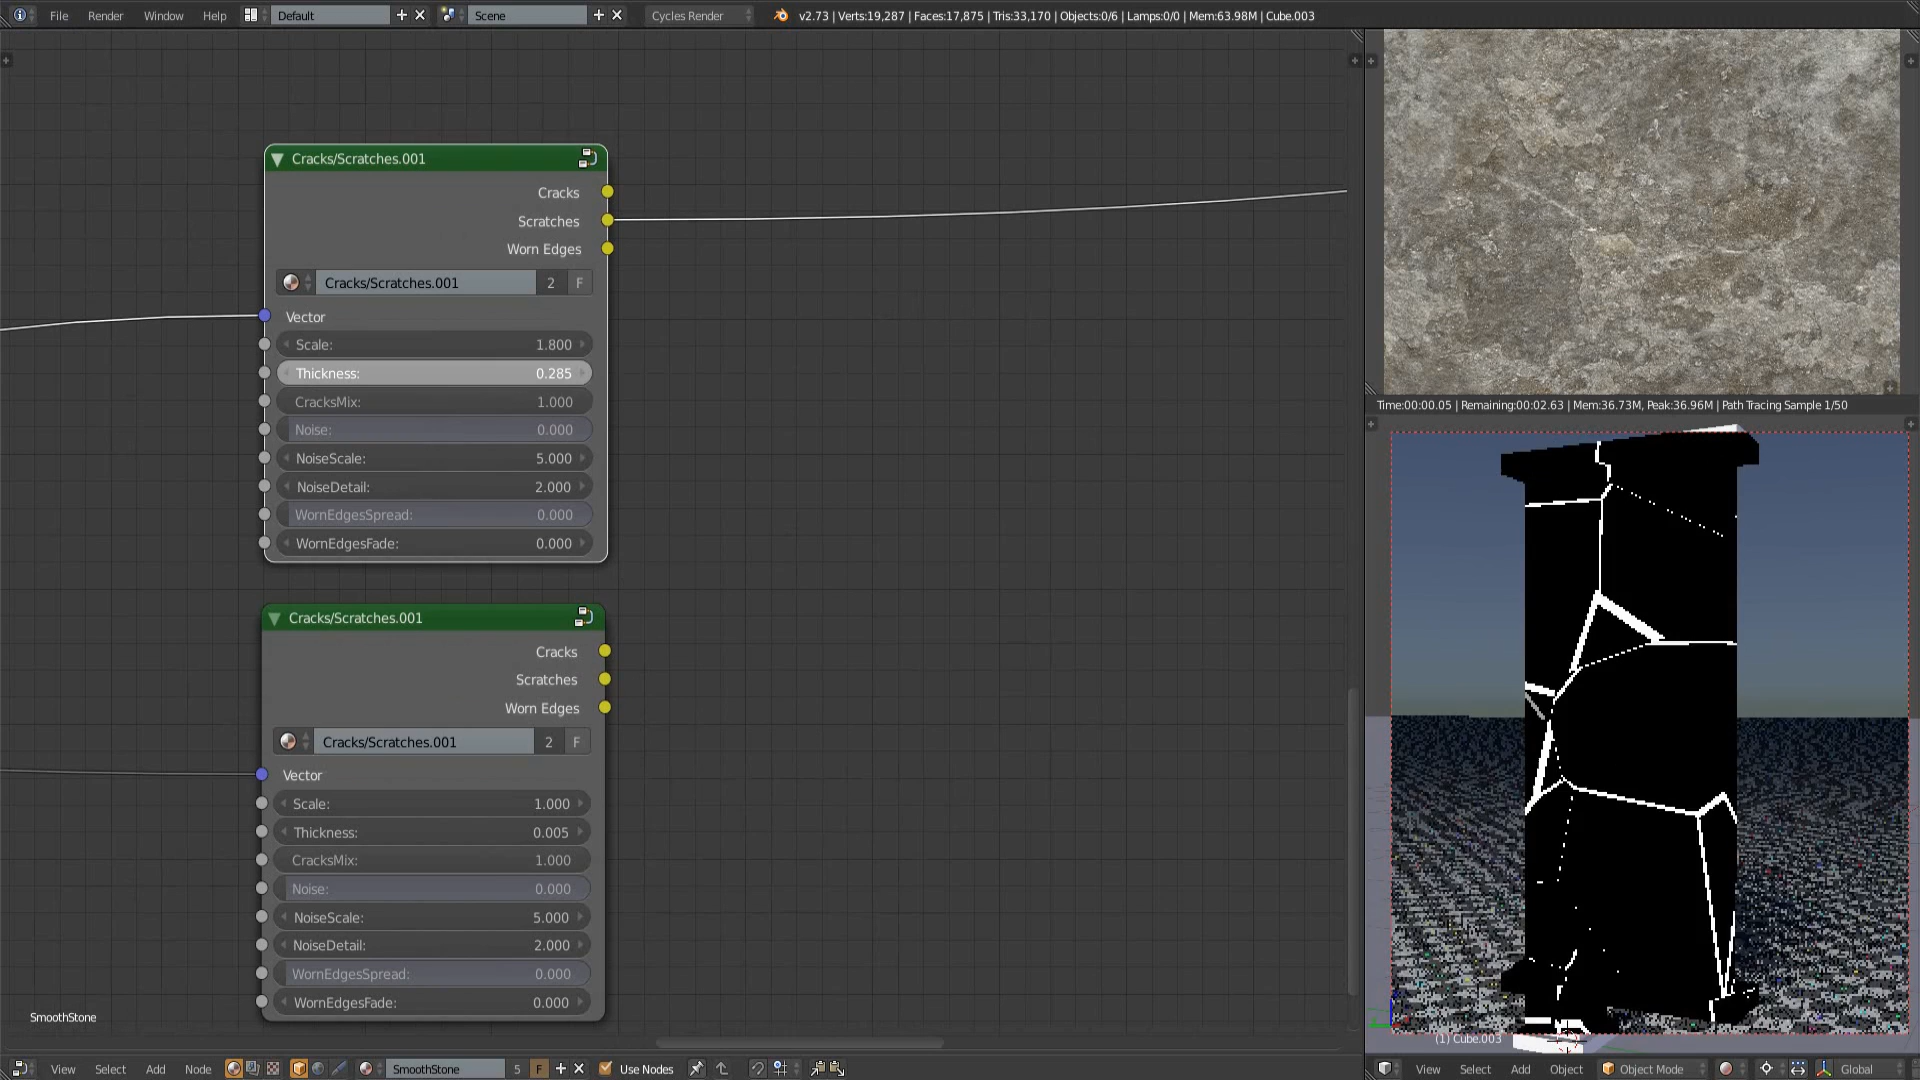 File Render Window Help Default Scene Cycles Render v2.73 | Verts:19,287 | Faces:17,875 | Tris:33,170 | Objects:0/6 | Lamps:0/0 | Mem:63.98M | Cube.003
Cracks/Scratches.001
Cracks
Scratches
Worn Edges
Cracks/Scratches.001 2 F
Vector
Scale: 1.800
Thickness: 0.285
CracksMix: 1.000
Noise: 0.000
NoiseScale: 5.000
NoiseDetail: 2.000
WornEdgesSpread: 0.000
WornEdgesFade: 0.000
Cracks/Scratches.001
Cracks
Scratches
Worn Edges
Cracks/Scratches.001 2 F
Vector
Scale: 1.000
Thickness: 0.005
CracksMix: 1.000
Noise: 0.000
NoiseScale: 5.000
NoiseDetail: 2.000
WornEdgesSpread: 0.000
WornEdgesFade: 0.000
SmoothStone
Time:00:00.05 | Remaining:00:02.63 | Mem:36.73M, Peak:36.96M | Path Tracing Sample 1/50
(1) Cube.003
View Select Add Node SmoothStone 5 F Use Nodes
View Select Add Object Object Mode Global